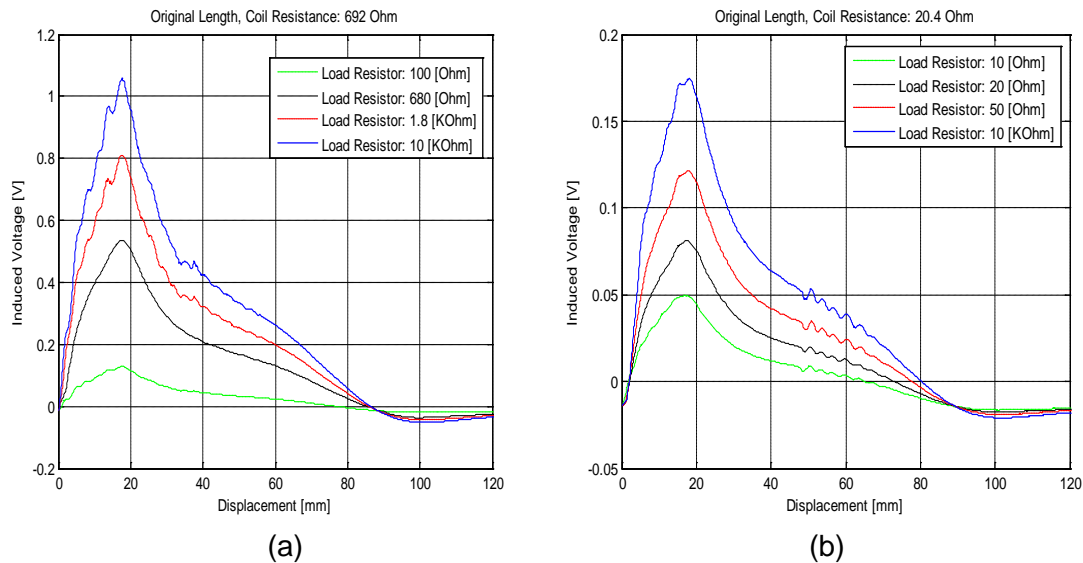 Original Length, Coil Resistance: 692 Ohm
1.2
1
0.8
0.6
0.4
0.2
0
-0.2
Induced Voltage [V]
Load Resistor: 100 [Ohm]
Load Resistor: 680 [Ohm]
Load Resistor: 1.8 [KOhm]
Load Resistor: 10 [KOhm]
0 20 40 60 80 100 120
Displacement [mm]
(a)
Original Length, Coil Resistance: 20.4 Ohm
0.2
0.15
0.1
0.05
0
-0.05
Induced Voltage [V]
Load Resistor: 10 [Ohm]
Load Resistor: 20 [Ohm]
Load Resistor: 50 [Ohm]
Load Resistor: 10 [KOhm]
0 20 40 60 80 100 120
Displacement [mm]
(b)